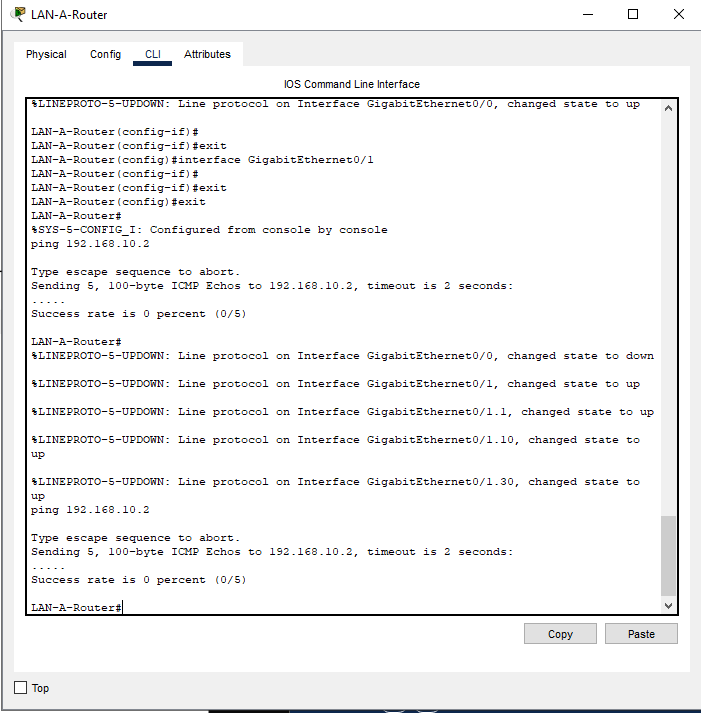 LAN-A-Router
Physical Config CLI Attributes
IOS Command Line Interface
%LINEPROTO-5-UPDOWN: Line protocol on Interface GigabitEthernet0/0, changed state to up
LAN-A-Router(config-if)#
LAN-A-Router(config-if)#exit
LAN-A-Router(config)#interface GigabitEthernet0/1
LAN-A-Router(config-if)#
LAN-A-Router(config-if)#exit
LAN-A-Router(config)#exit
LAN-A-Router#
%SYS-5-CONFIG_I: Configured from console by console
ping 192.168.10.2
Type escape sequence to abort.
Sending 5, 100-byte ICMP Echos to 192.168.10.2, timeout is 2 seconds:
.....
Success rate is 0 percent (0/5)
LAN-A-Router#
%LINEPROTO-5-UPDOWN: Line protocol on Interface GigabitEthernet0/0, changed state to down
%LINEPROTO-5-UPDOWN: Line protocol on Interface GigabitEthernet0/1, changed state to up
%LINEPROTO-5-UPDOWN: Line protocol on Interface GigabitEthernet0/1.1, changed state to up
%LINEPROTO-5-UPDOWN: Line protocol on Interface GigabitEthernet0/1.10, changed state to
up
%LINEPROTO-5-UPDOWN: Line protocol on Interface GigabitEthernet0/1.30, changed state to
up
ping 192.168.10.2
Type escape sequence to abort.
Sending 5, 100-byte ICMP Echos to 192.168.10.2, timeout is 2 seconds:
.....
Success rate is 0 percent (0/5)
LAN-A-Router#
Copy Paste
Top